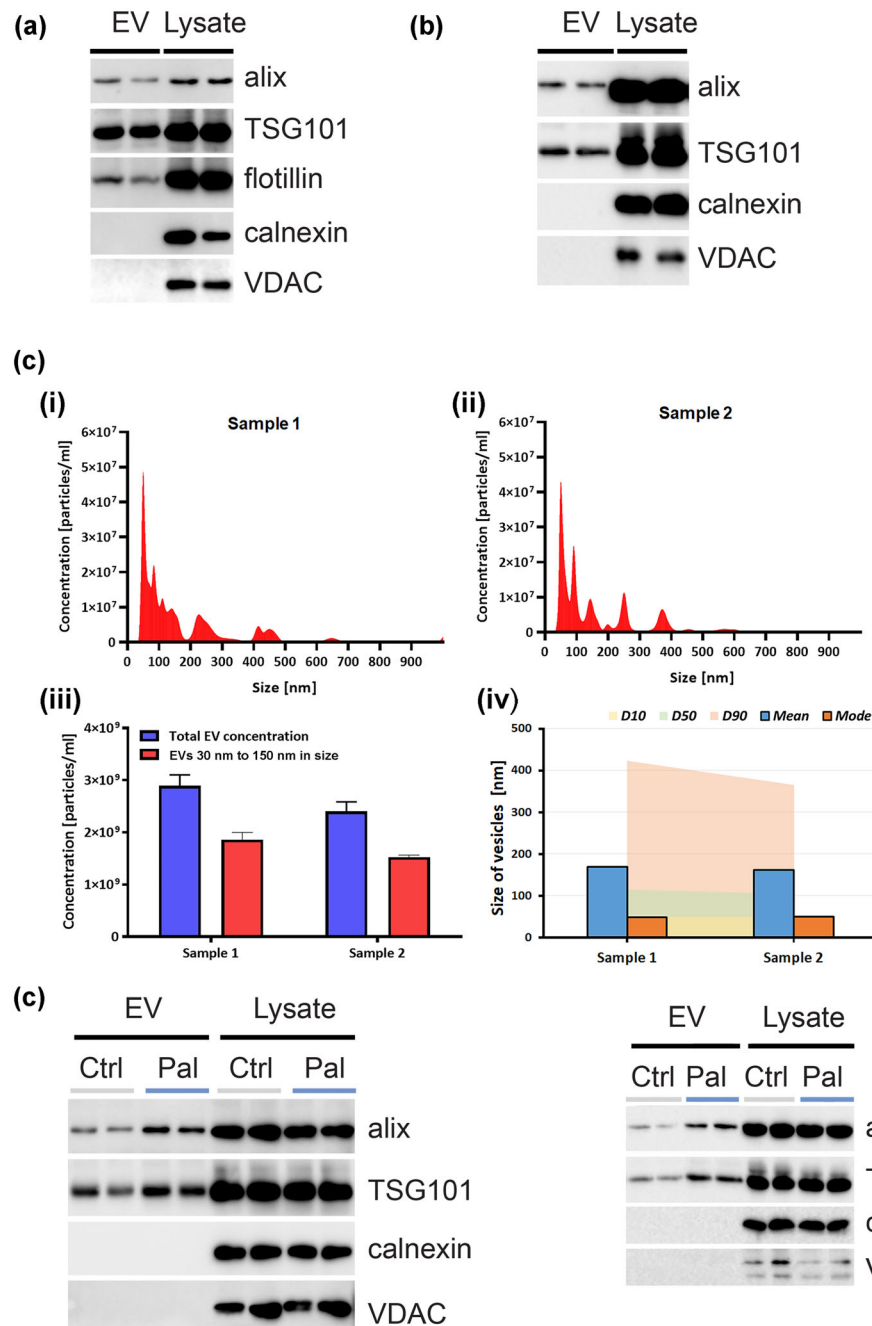 (a)
EV Lysate
alix
TSG101
flotillin
calnexin
VDAC
(b)
EV Lysate
alix
TSG101
calnexin
VDAC
(c)
(i)
Sample 1
Concentration [particles/ml]
6×10⁷
5×10⁷
4×10⁷
3×10⁷
2×10⁷
1×10⁷
0
0 100 200 300 400 500 600 700 800 900
Size [nm]
(ii)
Sample 2
Concentration [particles/ml]
6×10⁷
5×10⁷
4×10⁷
3×10⁷
2×10⁷
1×10⁷
0
0 100 200 300 400 500 600 700 800 900
Size [nm]
(iii)
Total EV concentration
EVs 30 nm to 150 nm in size
Concentration [particles/ml]
4×10⁹
3×10⁹
2×10⁹
1×10⁹
0
Sample 1 Sample 2
(iv)
D10 D50 D90 Mean Mode
Size of vesicles [nm]
500
400
300
200
100
0
Sample 1 Sample 2
(c)
EV Lysate
Ctrl Pal Ctrl Pal
alix
TSG101
calnexin
VDAC
EV Lysate
Ctrl Pal Ctrl Pal